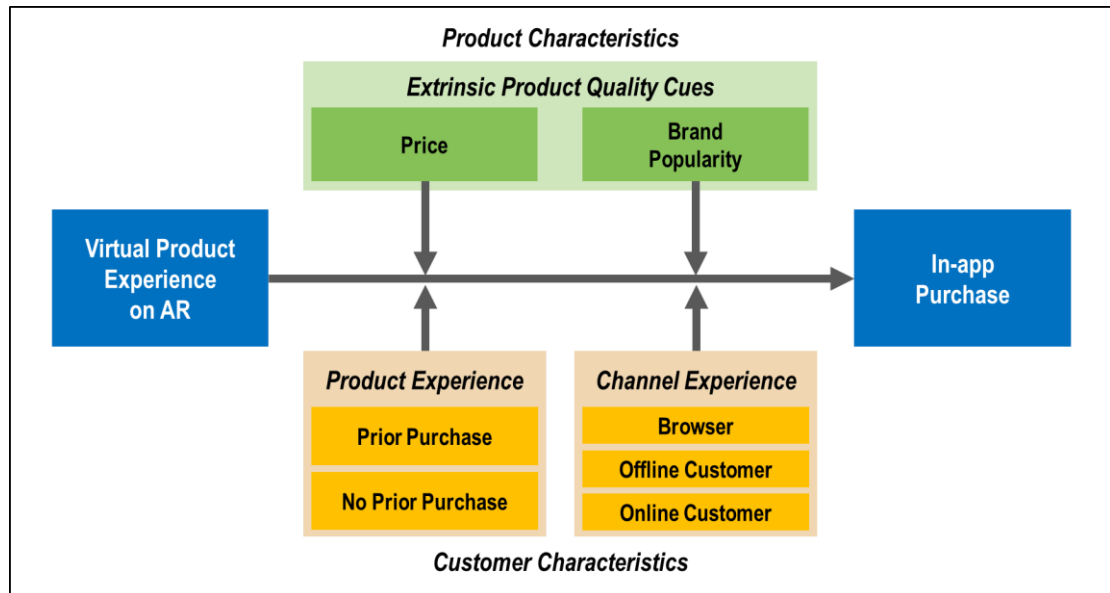 Product Characteristics
Extrinsic Product Quality Cues
Price
Brand
Popularity
Virtual Product
Experience
on AR
In-app
Purchase
Product Experience
Prior Purchase
No Prior Purchase
Channel Experience
Browser
Offline Customer
Online Customer
Customer Characteristics